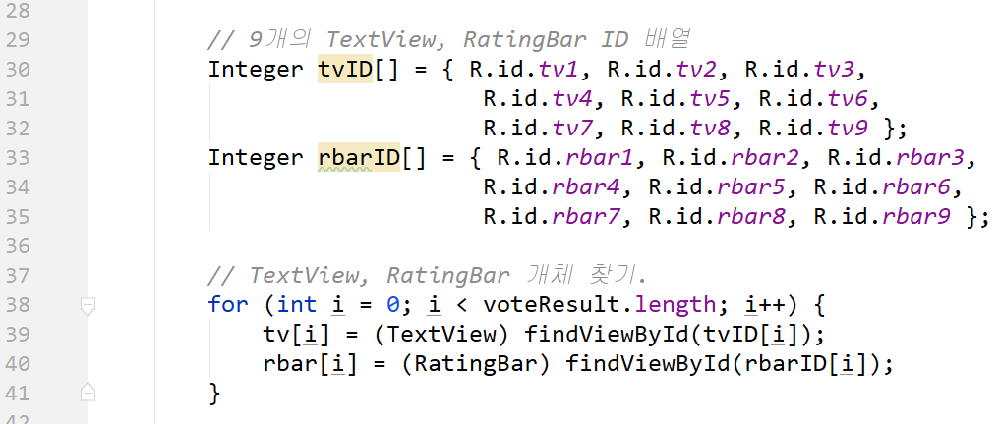 28
29 // 9개의 TextView, RatingBar ID 배열
30 Integer tvID[] = { R.id.tv1, R.id.tv2, R.id.tv3,
31 R.id.tv4, R.id.tv5, R.id.tv6,
32 R.id.tv7, R.id.tv8, R.id.tv9 };
33 Integer rbarID[] = { R.id.rbar1, R.id.rbar2, R.id.rbar3,
34 R.id.rbar4, R.id.rbar5, R.id.rbar6,
35 R.id.rbar7, R.id.rbar8, R.id.rbar9 };
36
37 // TextView, RatingBar 개체 찾기.
38 for (int i = 0; i < voteResult.length; i++) {
39 tv[i] = (TextView) findViewById(tvID[i]);
40 rbar[i] = (RatingBar) findViewById(rbarID[i]);
41 }
42